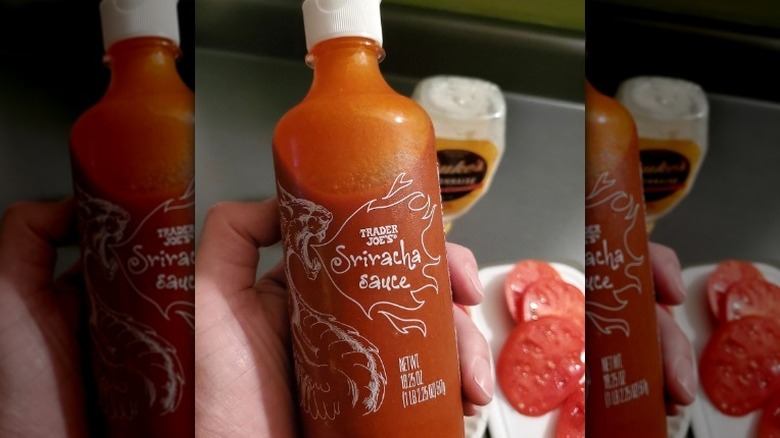 TRADER
JOE'S®
Sriracha
sauce
NET WT.
18.25 OZ
(1 LB 2.25 OZ) 517g